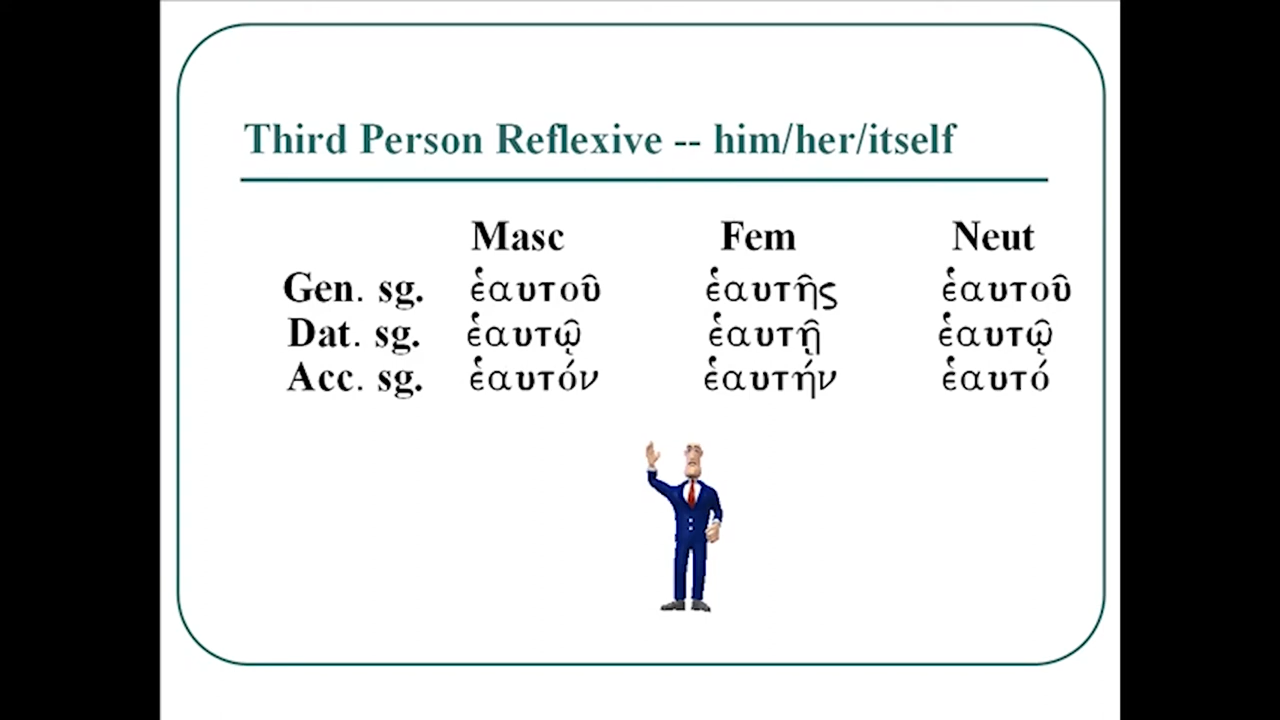 Third Person Reflexive -- him/her/itself
Masc Fem Neut
Gen. sg. ἑαυτοῦ ἑαυτῆς ἑαυτοῦ
Dat. sg. ἑαυτῷ ἑαυτῇ ἑαυτῷ
Acc. sg. ἑαυτόν ἑαυτήν ἑαυτό